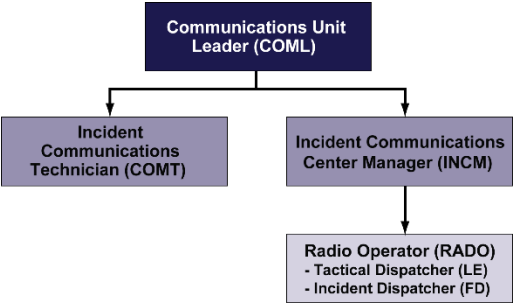 Communications Unit
Leader (COML)
Incident
Communications
Technician (COMT)
Incident Communications
Center Manager (INCM)
Radio Operator (RADO)
- Tactical Dispatcher (LE)
- Incident Dispatcher (FD)